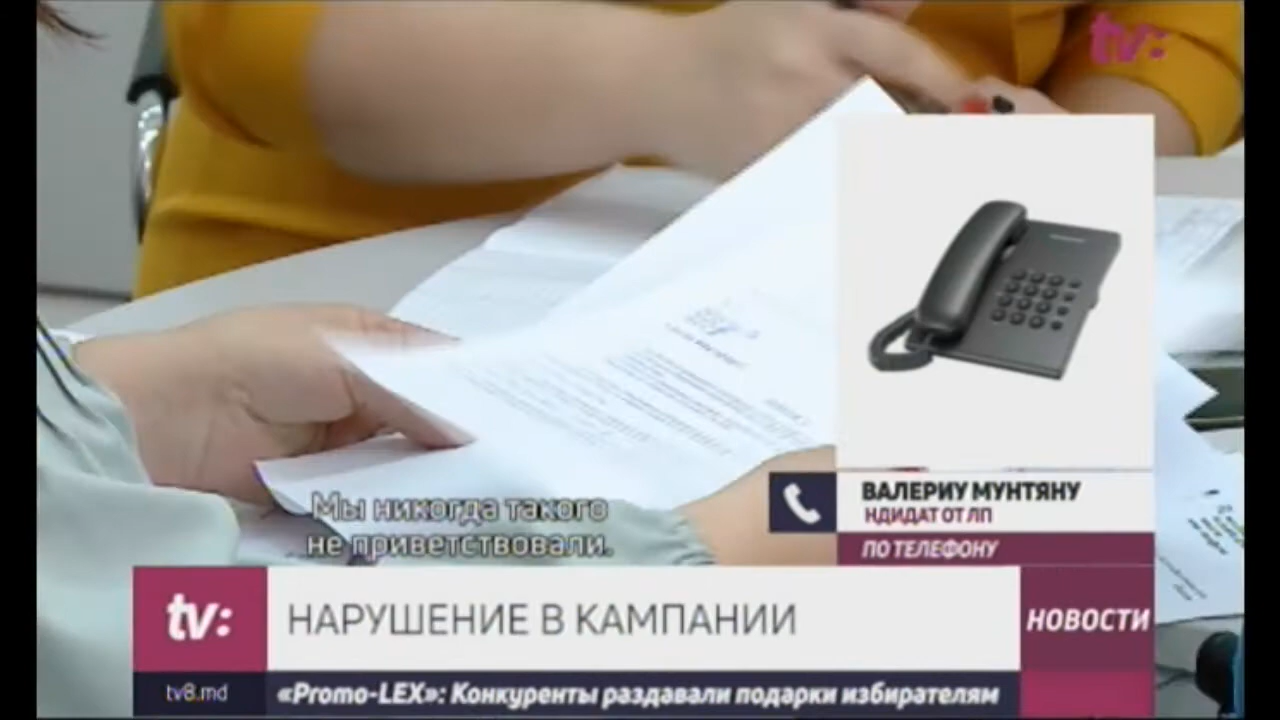 tv:
Мы никогда такого
не приветствовали.
ВАЛЕРИУ МУНТЯНУ
НДИДАТ ОТ ЛП
ПО ТЕЛЕФОНУ
tv:
НАРУШЕНИЕ В КАМПАНИИ
НОВОСТИ
tv8.md
«Promo-LEX»: Конкуренты раздавали подарки избирателям